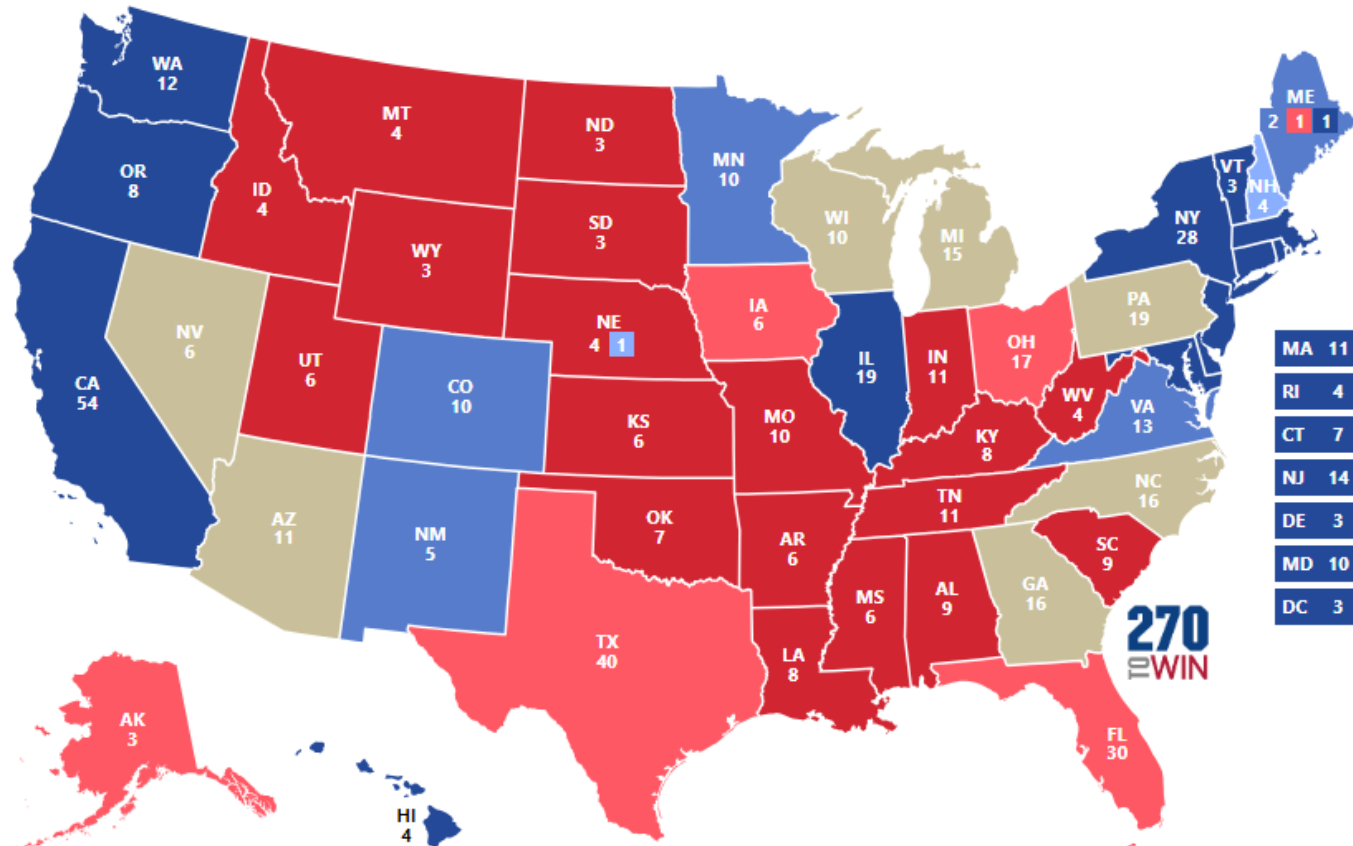 WA
12
OR
8
CA
54
NV
6
ID
4
MT
4
WY
3
UT
6
AZ
11
CO
10
NM
5
ND
3
SD
3
NE
4 1
KS
6
OK
7
TX
40
MN
10
IA
6
MO
10
AR
6
LA
8
WI
10
IL
19
MI
15
IN
11
OH
17
KY
8
TN
11
MS
6
AL
9
GA
16
FL
30
SC
9
NC
16
VA
13
WV
4
PA
19
NY
28
VT
3
NH
4
ME
2 1 1
MA 11
RI 4
CT 7
NJ 14
DE 3
MD 10
DC 3
AK
3
HI
4
270
TO WIN